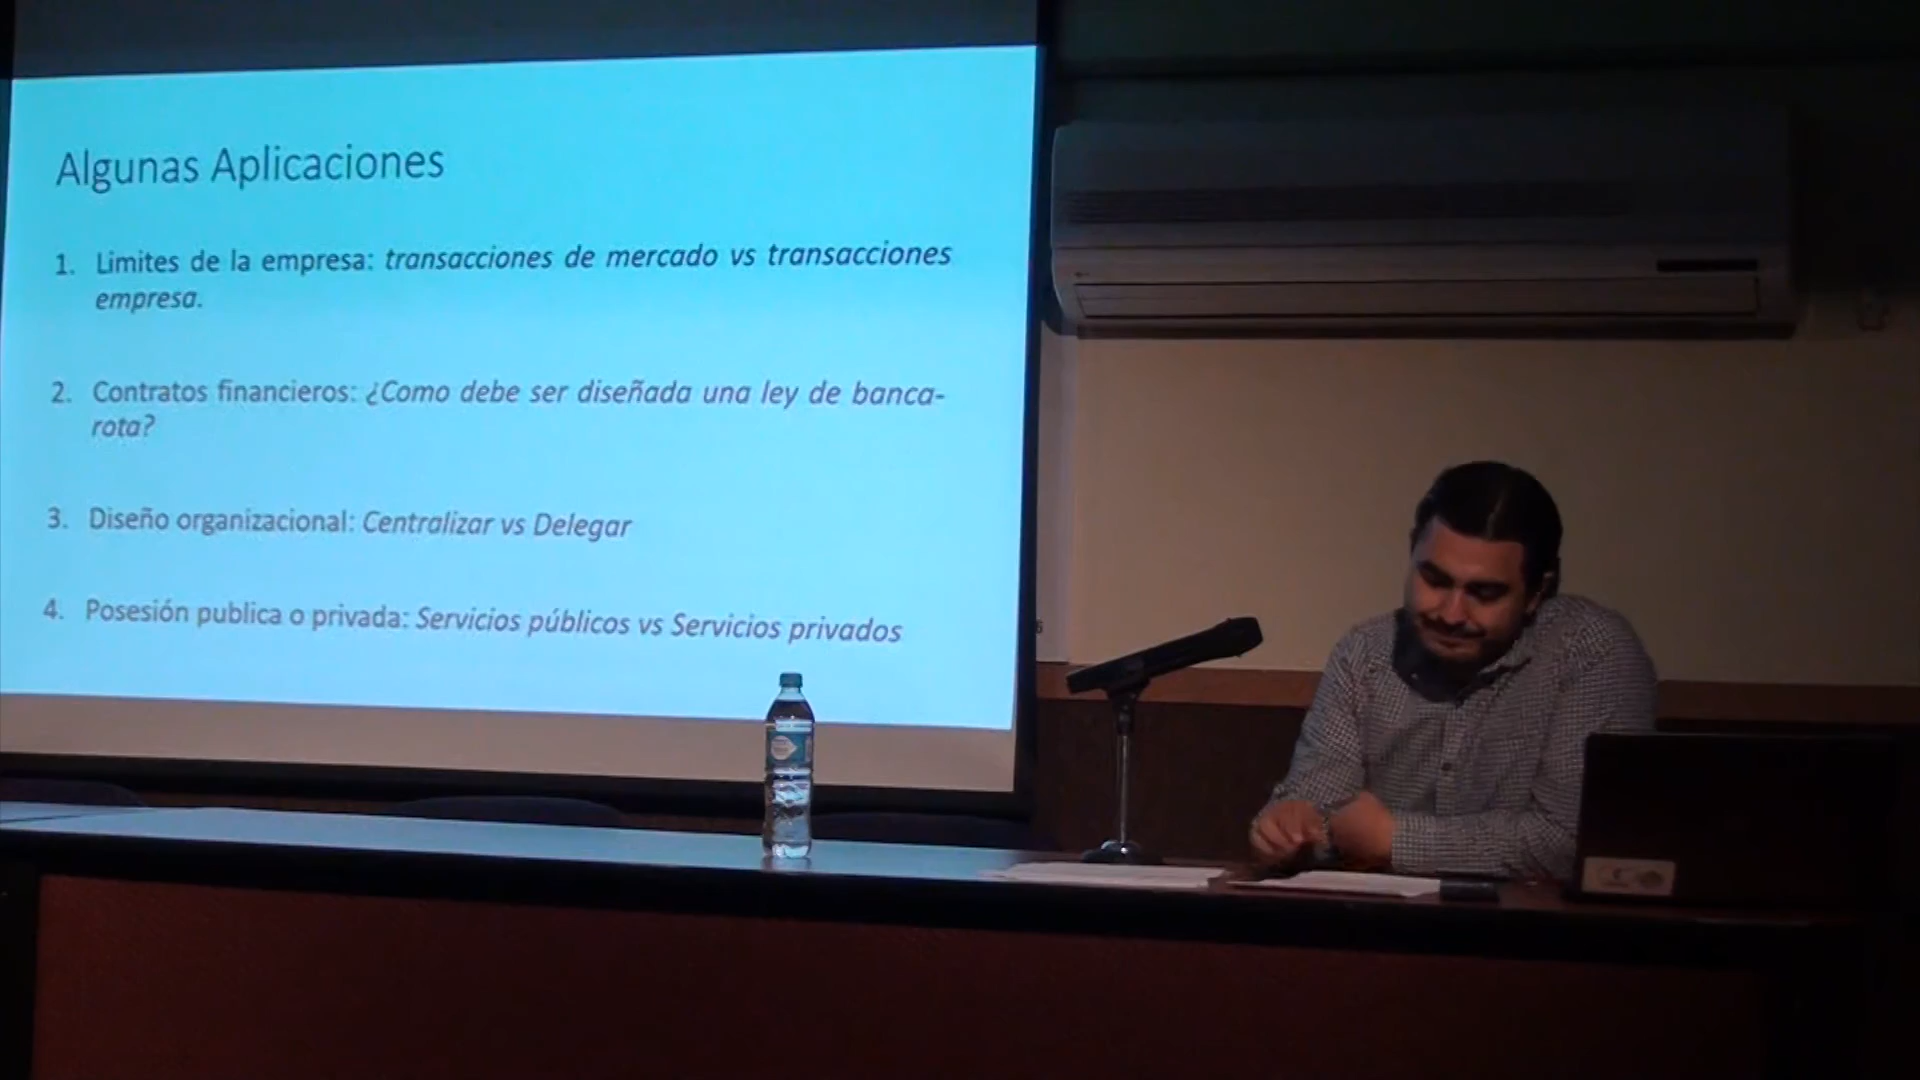 Algunas Aplicaciones
1. Limites de la empresa: transacciones de mercado vs transacciones
empresa.
2. Contratos financieros: ¿Como debe ser diseñada una ley de banca-
rota?
3. Diseño organizacional: Centralizar vs Delegar
4. Posesión publica o privada: Servicios públicos vs Servicios privados